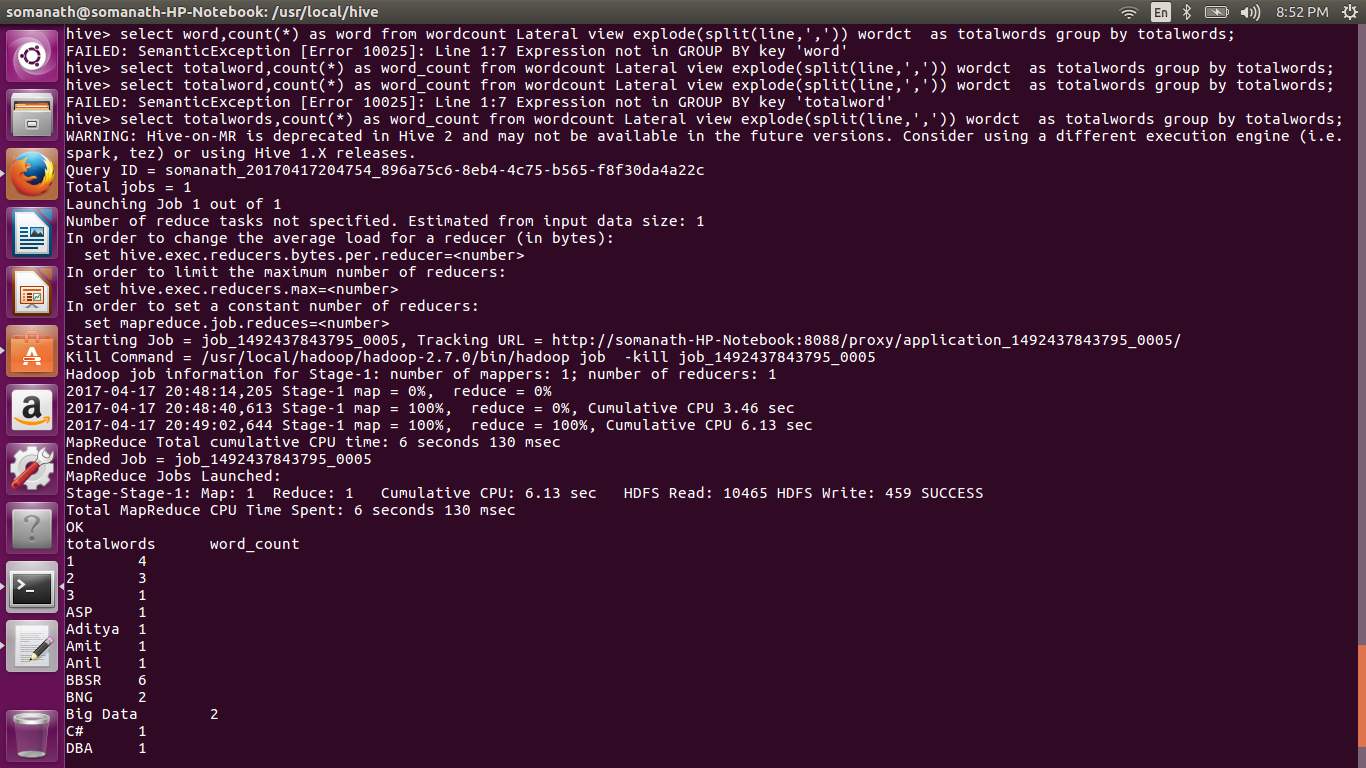 somanath@somanath-HP-Notebook: /usr/local/hive En 8:52 PM
hive> select word,count(*) as word from wordcount Lateral view explode(split(line,',')) wordct  as totalwords group by totalwords;
FAILED: SemanticException [Error 10025]: Line 1:7 Expression not in GROUP BY key 'word'
hive> select totalword,count(*) as word_count from wordcount Lateral view explode(split(line,',')) wordct  as totalwords group by totalwords;
hive> select totalword,count(*) as word_count from wordcount Lateral view explode(split(line,',')) wordct  as totalwords group by totalwords;
FAILED: SemanticException [Error 10025]: Line 1:7 Expression not in GROUP BY key 'totalword'
hive> select totalwords,count(*) as word_count from wordcount Lateral view explode(split(line,',')) wordct  as totalwords group by totalwords;
WARNING: Hive-on-MR is deprecated in Hive 2 and may not be available in the future versions. Consider using a different execution engine (i.e.
spark, tez) or using Hive 1.X releases.
Query ID = somanath_20170417204754_896a75c6-8eb4-4c75-b565-f8f30da4a22c
Total jobs = 1
Launching Job 1 out of 1
Number of reduce tasks not specified. Estimated from input data size: 1
In order to change the average load for a reducer (in bytes):
  set hive.exec.reducers.bytes.per.reducer=<number>
In order to limit the maximum number of reducers:
  set hive.exec.reducers.max=<number>
In order to set a constant number of reducers:
  set mapreduce.job.reduces=<number>
Starting Job = job_1492437843795_0005, Tracking URL = http://somanath-HP-Notebook:8088/proxy/application_1492437843795_0005/
Kill Command = /usr/local/hadoop/hadoop-2.7.0/bin/hadoop job  -kill job_1492437843795_0005
Hadoop job information for Stage-1: number of mappers: 1; number of reducers: 1
2017-04-17 20:48:14,205 Stage-1 map = 0%,  reduce = 0%
2017-04-17 20:48:40,613 Stage-1 map = 100%,  reduce = 0%, Cumulative CPU 3.46 sec
2017-04-17 20:49:02,644 Stage-1 map = 100%,  reduce = 100%, Cumulative CPU 6.13 sec
MapReduce Total cumulative CPU time: 6 seconds 130 msec
Ended Job = job_1492437843795_0005
MapReduce Jobs Launched:
Stage-Stage-1: Map: 1  Reduce: 1   Cumulative CPU: 6.13 sec   HDFS Read: 10465 HDFS Write: 459 SUCCESS
Total MapReduce CPU Time Spent: 6 seconds 130 msec
OK
totalwords      word_count
1       4
2       3
3       1
ASP     1
Aditya  1
Amit    1
Anil    1
BBSR    6
BNG     2
Big Data        2
C#      1
DBA     1